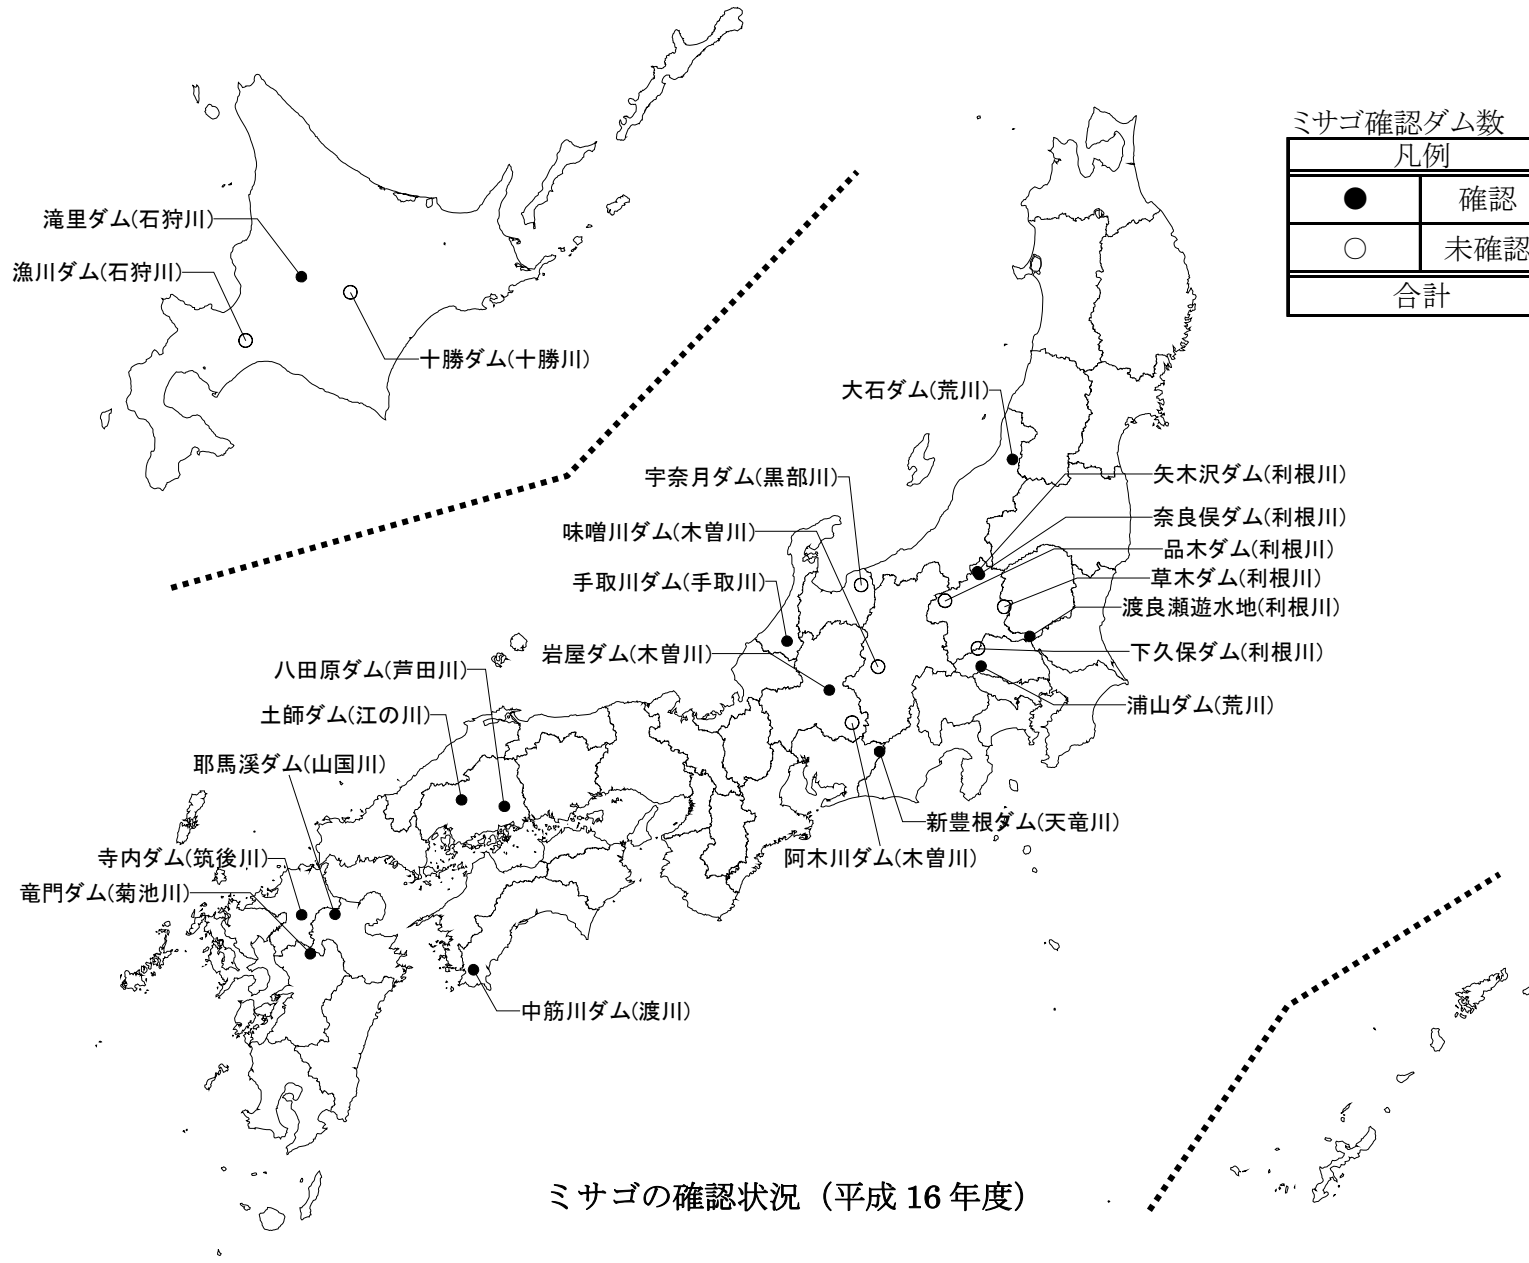 ミサゴ確認ダム数
凡例
● 確認
○ 未確認
合計
滝里ダム(石狩川)
漁川ダム(石狩川)
十勝ダム(十勝川)
大石ダム(荒川)
宇奈月ダム(黒部川)
矢木沢ダム(利根川)
奈良俣ダム(利根川)
味噌川ダム(木曽川)
品木ダム(利根川)
手取川ダム(手取川)
草木ダム(利根川)
渡良瀬遊水地(利根川)
岩屋ダム(木曽川)
下久保ダム(利根川)
八田原ダム(芦田川)
浦山ダム(荒川)
土師ダム(江の川)
耶馬溪ダム(山国川)
新豊根ダム(天竜川)
寺内ダム(筑後川)
阿木川ダム(木曽川)
竜門ダム(菊池川)
中筋川ダム(渡川)
ミサゴの確認状況（平成 16 年度）